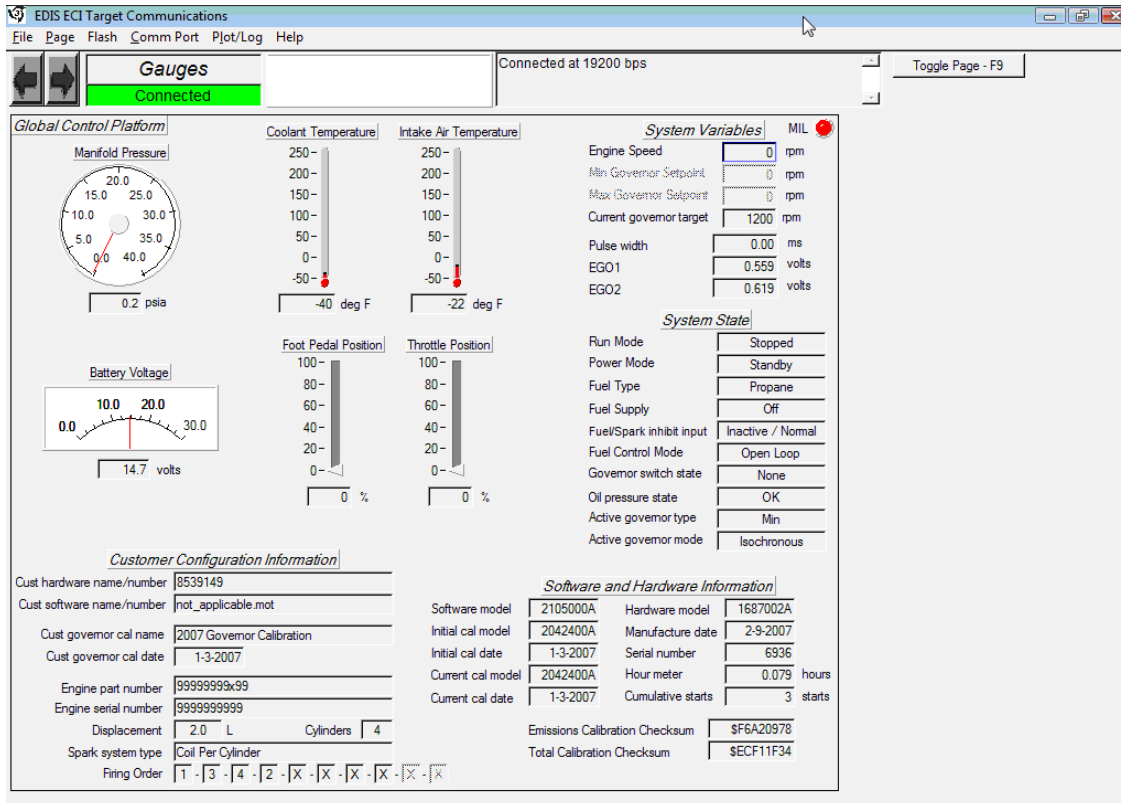 EDIS ECI Target Communications
File Page Flash Comm Port Plot/Log Help
Gauges
Connected
Connected at 19200 bps
Toggle Page - F9
Global Control Platform
Manifold Pressure
0.0 5.0 10.0 15.0 20.0 25.0 30.0 35.0 40.0
0.2 psia
Coolant Temperature
250
200
150
100
50
0
-50
-40 deg F
Intake Air Temperature
250
200
150
100
50
0
-50
-22 deg F
Battery Voltage
0.0 10.0 20.0 30.0
14.7 volts
Foot Pedal Position
100
80
60
40
20
0
0 %
Throttle Position
100
80
60
40
20
0
0 %
System Variables MIL
Engine Speed 0 rpm
Min Governor Setpoint 0 rpm
Max Governor Setpoint 0 rpm
Current governor target 1200 rpm
Pulse width 0.00 ms
EGO1 0.559 volts
EGO2 0.619 volts
System State
Run Mode Stopped
Power Mode Standby
Fuel Type Propane
Fuel Supply Off
Fuel/Spark inhibit input Inactive / Normal
Fuel Control Mode Open Loop
Governor switch state None
Oil pressure state OK
Active governor type Min
Active governor mode Isochronous
Customer Configuration Information
Cust hardware name/number 8539149
Cust software name/number not_applicable.mot
Cust governor cal name 2007 Governor Calibration
Cust governor cal date 1-3-2007
Engine part number 99999999x99
Engine serial number 9999999999
Displacement 2.0 L Cylinders 4
Spark system type Coil Per Cylinder
Firing Order 1 - 3 - 4 - 2 - X - X - X - X - X - X
Software and Hardware Information
Software model 2105000A Hardware model 1687002A
Initial cal model 2042400A Manufacture date 2-9-2007
Initial cal date 1-3-2007 Serial number 6936
Current cal model 2042400A Hour meter 0.079 hours
Current cal date 1-3-2007 Cumulative starts 3 starts
Emissions Calibration Checksum $F6A20978
Total Calibration Checksum $ECF11F34